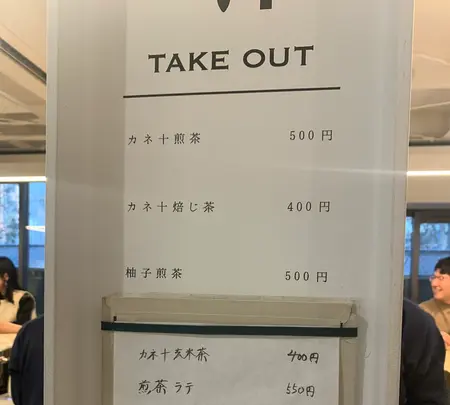 TAKE OUT
カネ十煎茶 500円
カネ十焙じ茶 400円
柚子煎茶 500円
カネ十玄米茶 400円
煎茶ラテ 550円